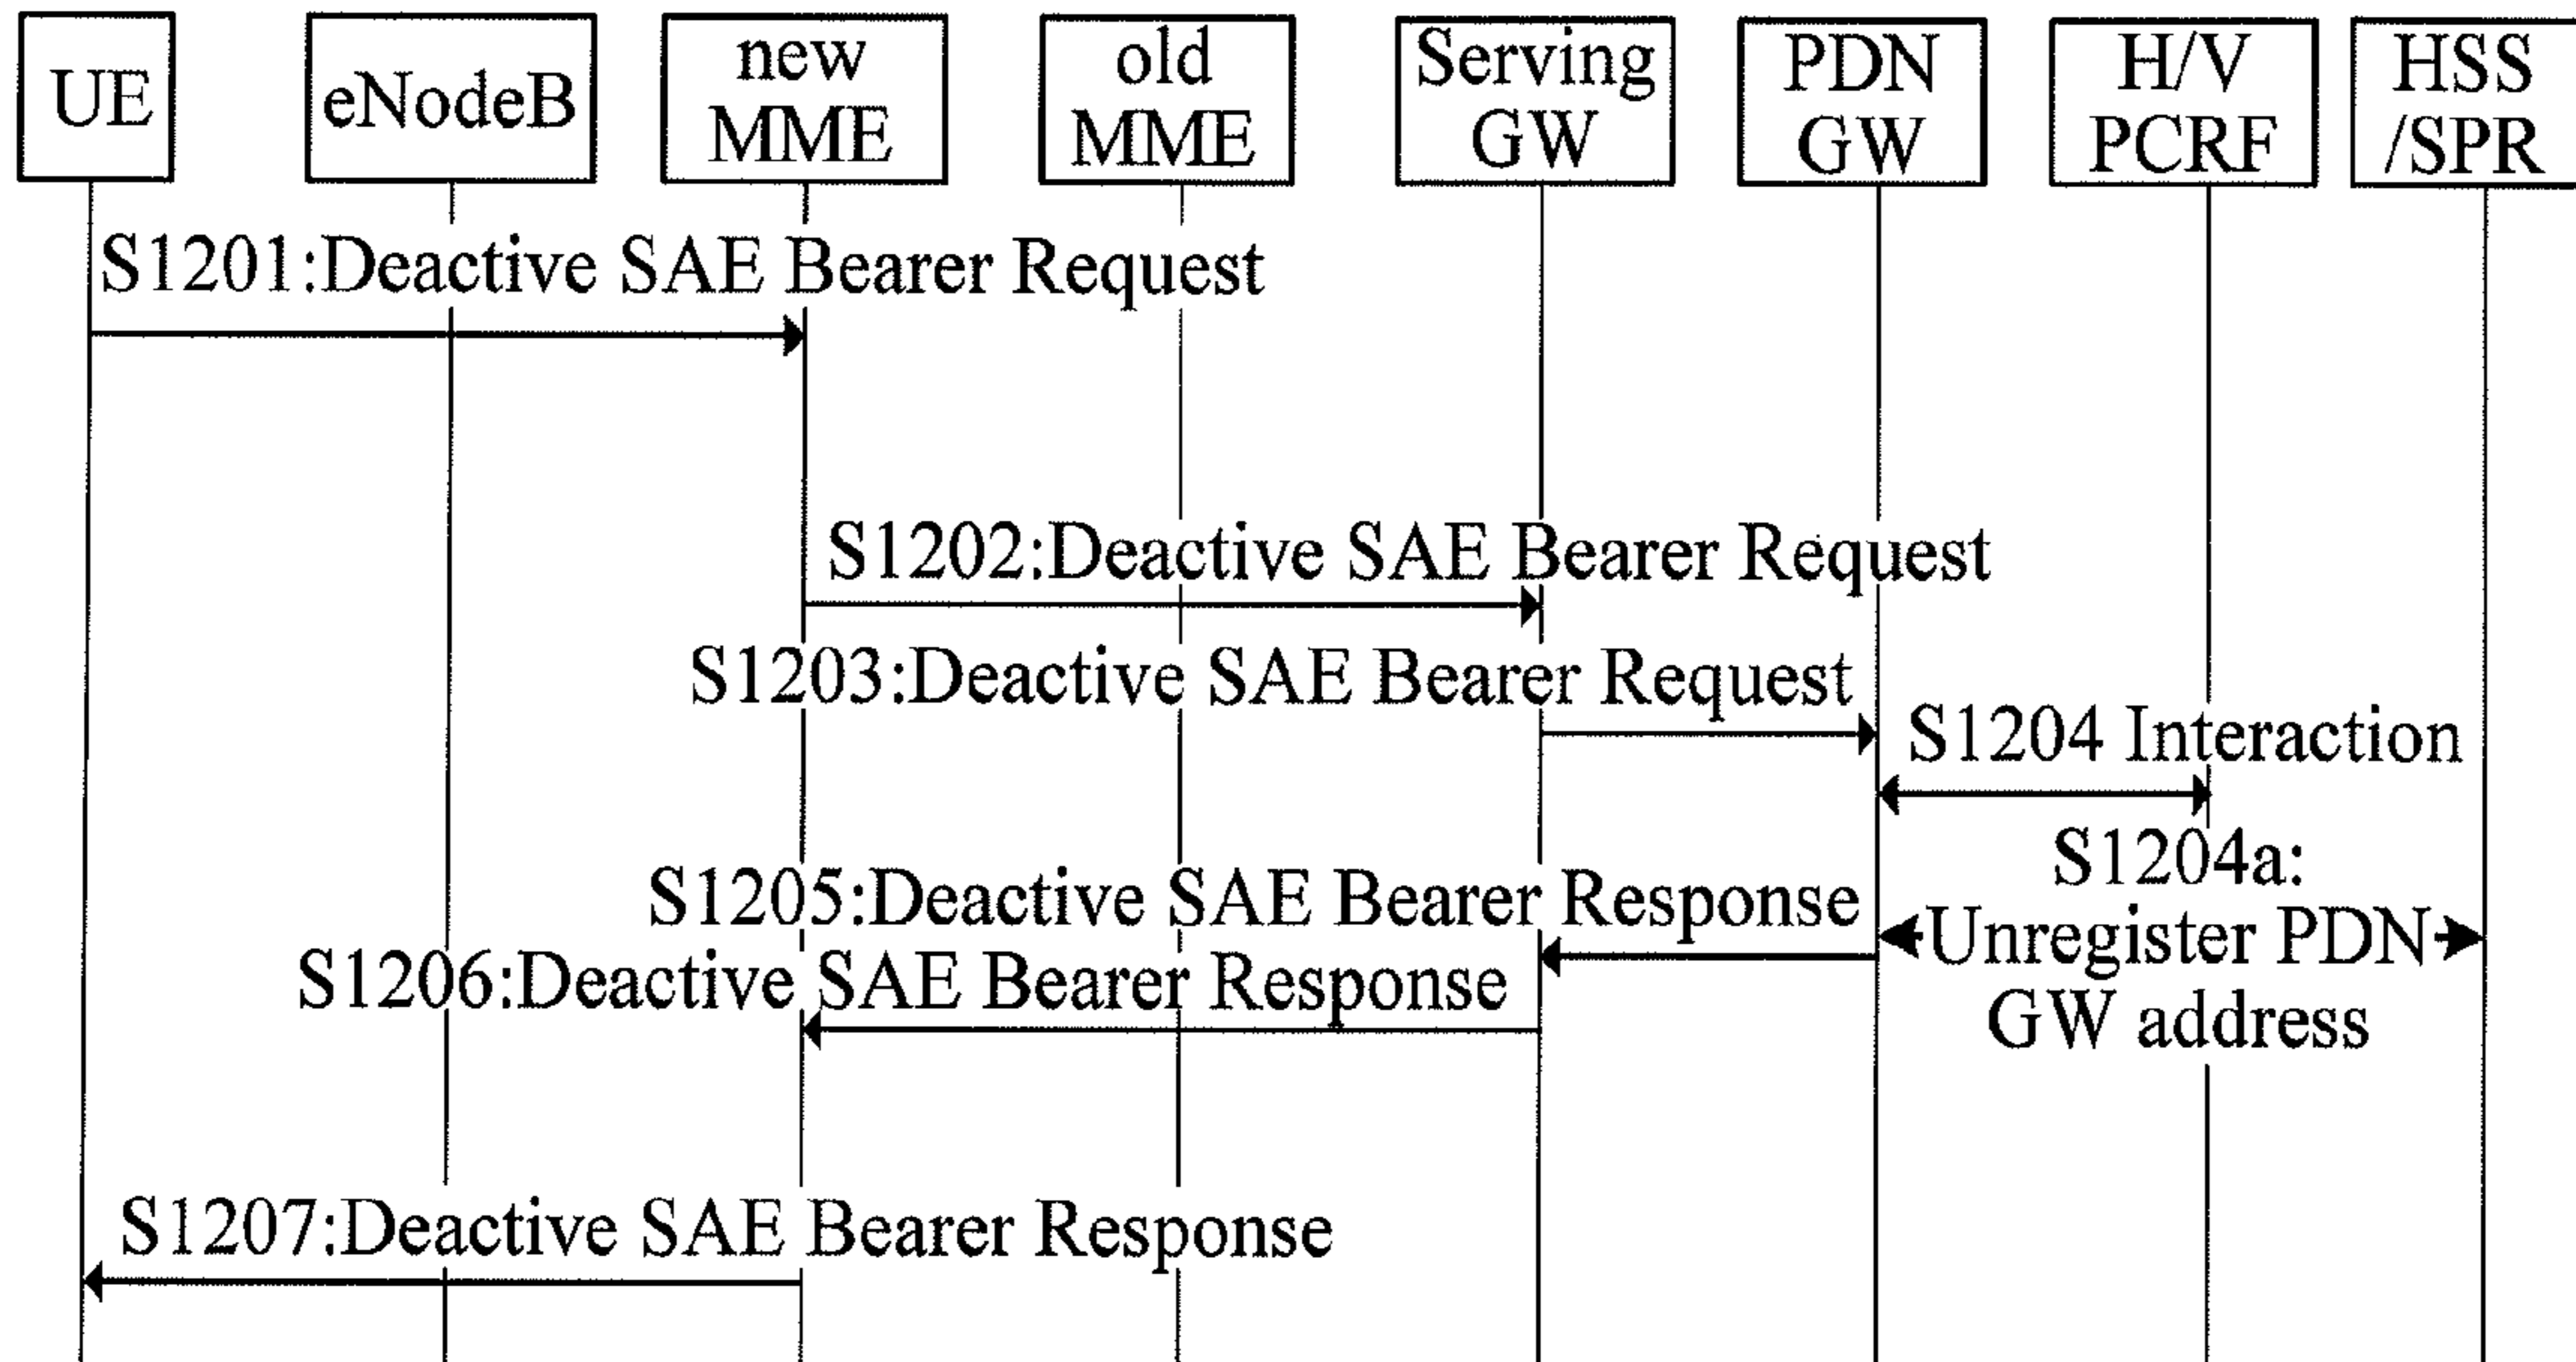 UE
eNodeB
new
MME
old
MME
Serving
GW
PDN
GW
H/V
PCRF
HSS
/SPR
S1201:Deactive SAE Bearer Request
S1202:Deactive SAE Bearer Request
S1203:Deactive SAE Bearer Request
S1204 Interaction
S1204a:
Unregister PDN
GW address
S1205:Deactive SAE Bearer Response
S1206:Deactive SAE Bearer Response
S1207:Deactive SAE Bearer Response